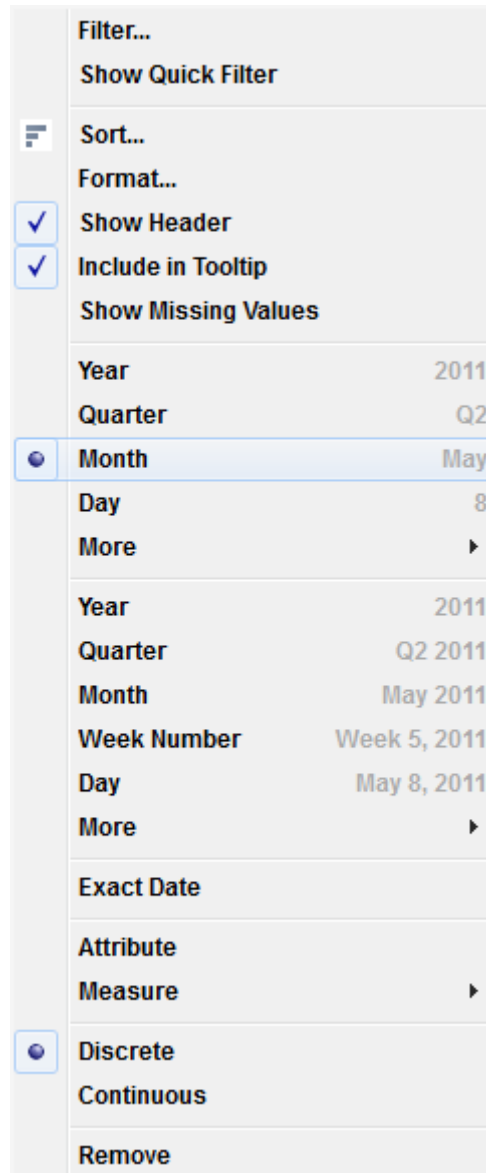 Filter...
Show Quick Filter
Sort...
Format...
Show Header
Include in Tooltip
Show Missing Values
Year 2011
Quarter Q2
Month May
Day 8
More
Year 2011
Quarter Q2 2011
Month May 2011
Week Number Week 5, 2011
Day May 8, 2011
More
Exact Date
Attribute
Measure
Discrete
Continuous
Remove